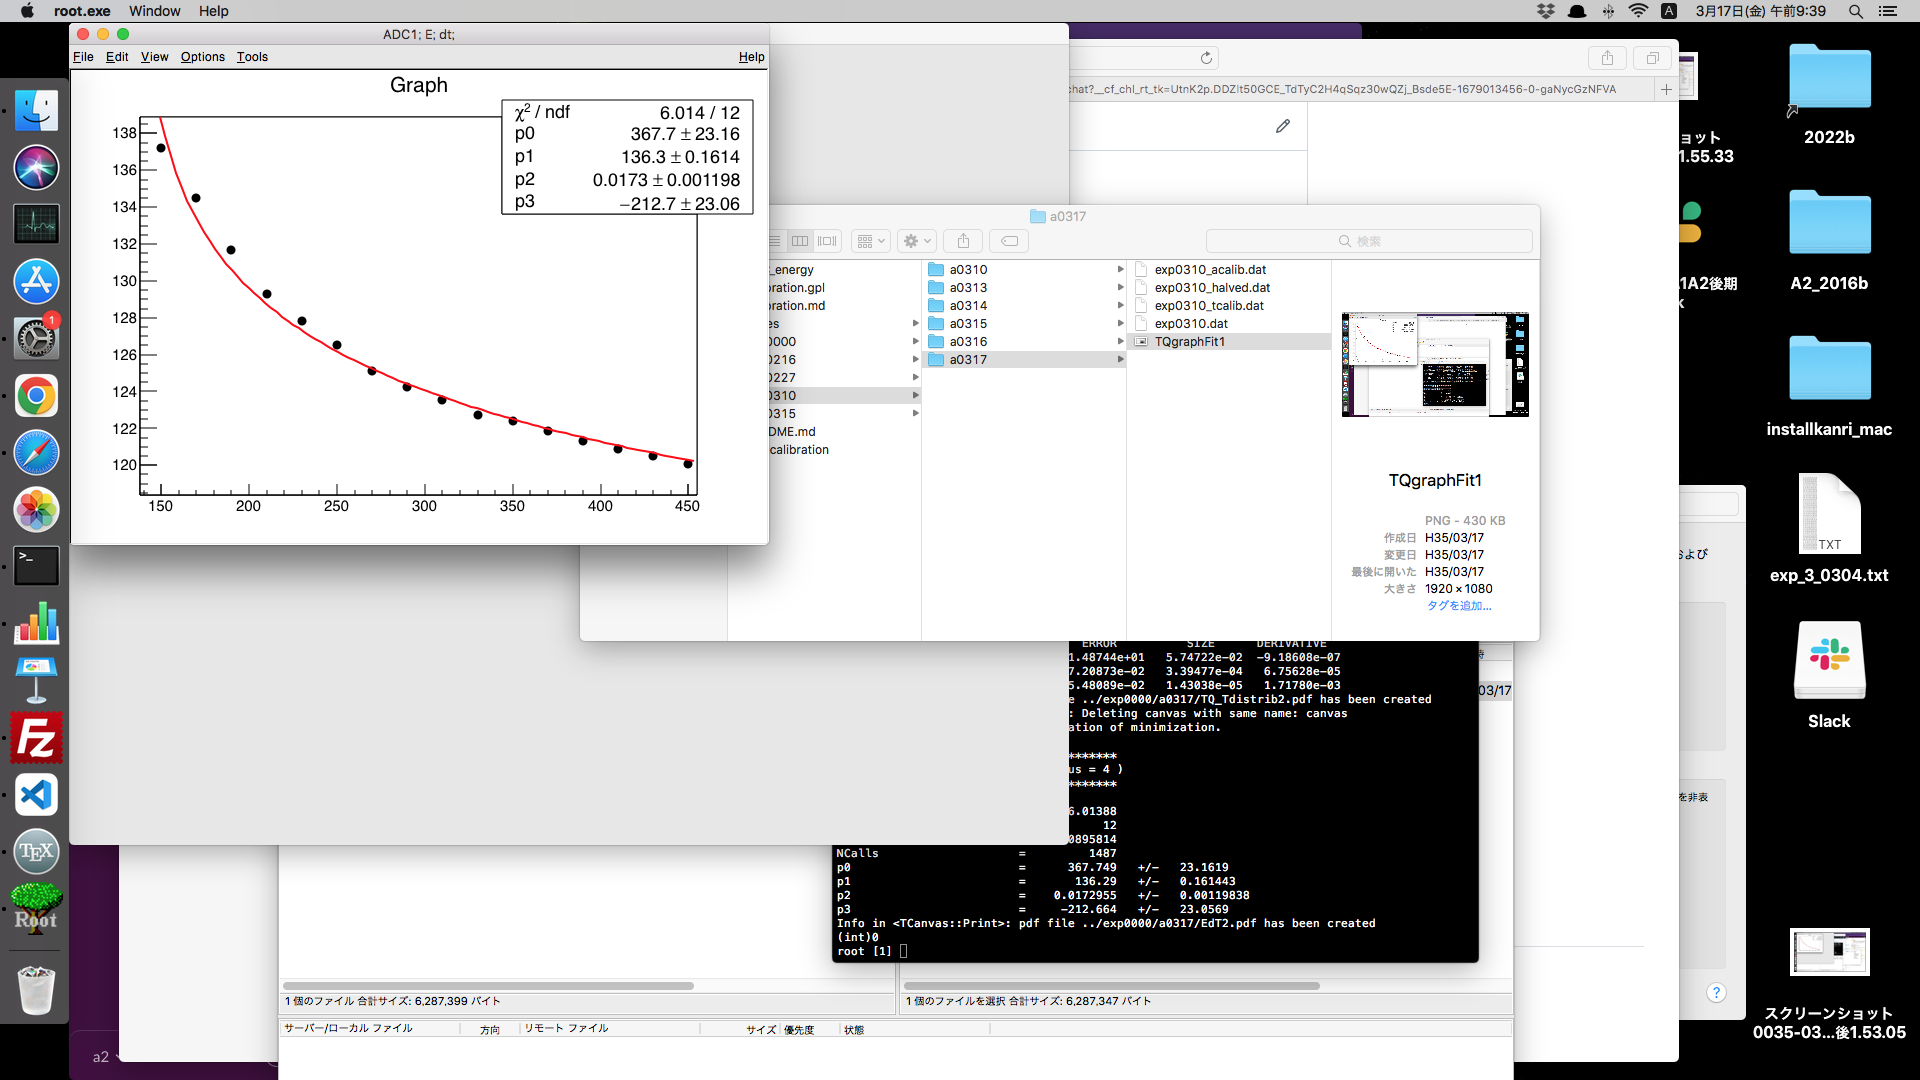 root.exe Window Help
A 3月17日(金) 午前9:39
ADC1; E; dt;
File Edit View Options Tools Help
Graph
χ² / ndf 6.014 / 12
p0 367.7 ± 23.16
p1 136.3 ± 0.1614
p2 0.0173 ± 0.001198
p3 −212.7 ± 23.06
138
136
134
132
130
128
126
124
122
120
150 200 250 300 350 400 450
chat?__cf_chl_rt_tk=UtnK2p.DDZlt50GCE_TdTyC2H4qSqz30wQZj_Bsde5E-1679013456-0-gaNycGzNFVA
a0317
検索
_energy
ration.gpl
ration.md
es
0000
0216
0227
0310
0315
DME.md
calibration
a0310
a0313
a0314
a0315
a0316
a0317
exp0310_acalib.dat
exp0310_halved.dat
exp0310_tcalib.dat
exp0310.dat
TQgraphFit1
TQgraphFit1
PNG - 430 KB
作成日 H35/03/17
変更日 H35/03/17
最後に開いた H35/03/17
大きさ 1920 × 1080
タグを追加...
ERROR SIZE DERIVATIVE
1.48744e+01 5.74722e-02 -9.18608e-07
7.20873e-02 3.39477e-04 6.75628e-05
5.48089e-02 1.43038e-05 1.71780e-03
e ../exp0000/a0317/TQ_Tdistrib2.pdf has been created
: Deleting canvas with same name: canvas
ation of minimization.
*******
us = 4 )
*******
6.01388
12
0895814
NCalls = 1487
p0 = 367.749 +/- 23.1619
p1 = 136.29 +/- 0.161443
p2 = 0.0172955 +/- 0.00119838
p3 = -212.664 +/- 23.0569
Info in <TCanvas::Print>: pdf file ../exp0000/a0317/EdT2.pdf has been created
(int)0
root [1]
03/17
1 個のファイル 合計サイズ: 6,287,399 バイト
1 個のファイルを選択 合計サイズ: 6,287,347 バイト
サーバー/ローカル ファイル 方向 リモート ファイル サイズ 優先度 状態
a2
および
を非表
?
ョット
1.55.33
1A2後期
k
2022b
A2_2016b
installkanri_mac
TXT
exp_3_0304.txt
Slack
スクリーンショット
0035-03...後1.53.05
1
>_
Fz
TEX
Root